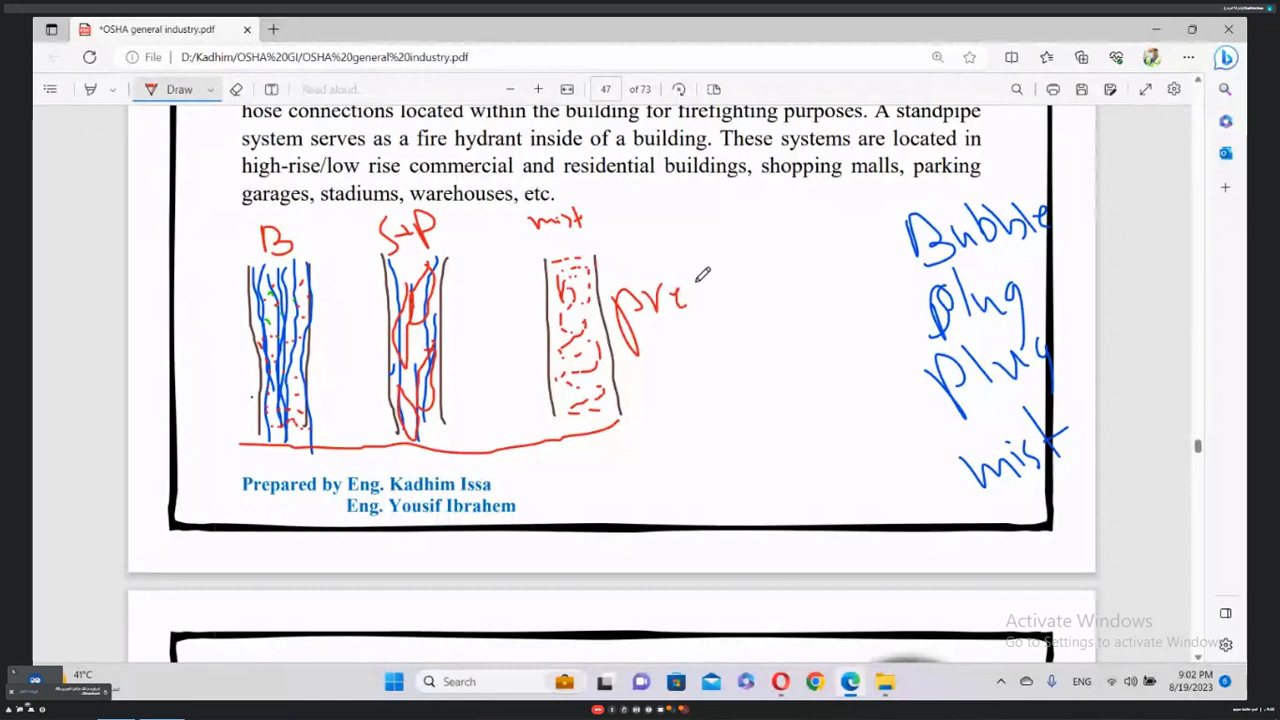 *OSHA general industry.pdf
File D:/Kadhim/OSHA%20GI/OSHA%20general%20industry.pdf
Draw Read aloud... 47 of 73
hose connections located within the building for firefighting purposes. A standpipe
system serves as a fire hydrant inside of a building. These systems are located in
high-rise/low rise commercial and residential buildings, shopping malls, parking
garages, stadiums, warehouses, etc.
B S+P mist
pre
Bubble
plug
plug
mist
Prepared by Eng. Kadhim Issa
Eng. Yousif Ibrahem
Activate Windows
Go to Settings to activate Windows.
41°C
Search
ENG
9:02 PM
8/19/2023